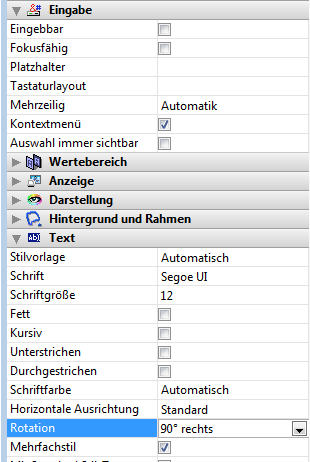 Eingabe
Eingebbar
Fokusfähig
Platzhalter
Tastaturlayout
Mehrzeilig Automatik
Kontextmenü
Auswahl immer sichtbar
Wertebereich
Anzeige
Darstellung
Hintergrund und Rahmen
Text
Stilvorlage Automatisch
Schrift Segoe UI
Schriftgröße 12
Fett
Kursiv
Unterstrichen
Durchgestrichen
Schriftfarbe Automatisch
Horizontale Ausrichtung Standard
Rotation 90° rechts
Mehrfachstil